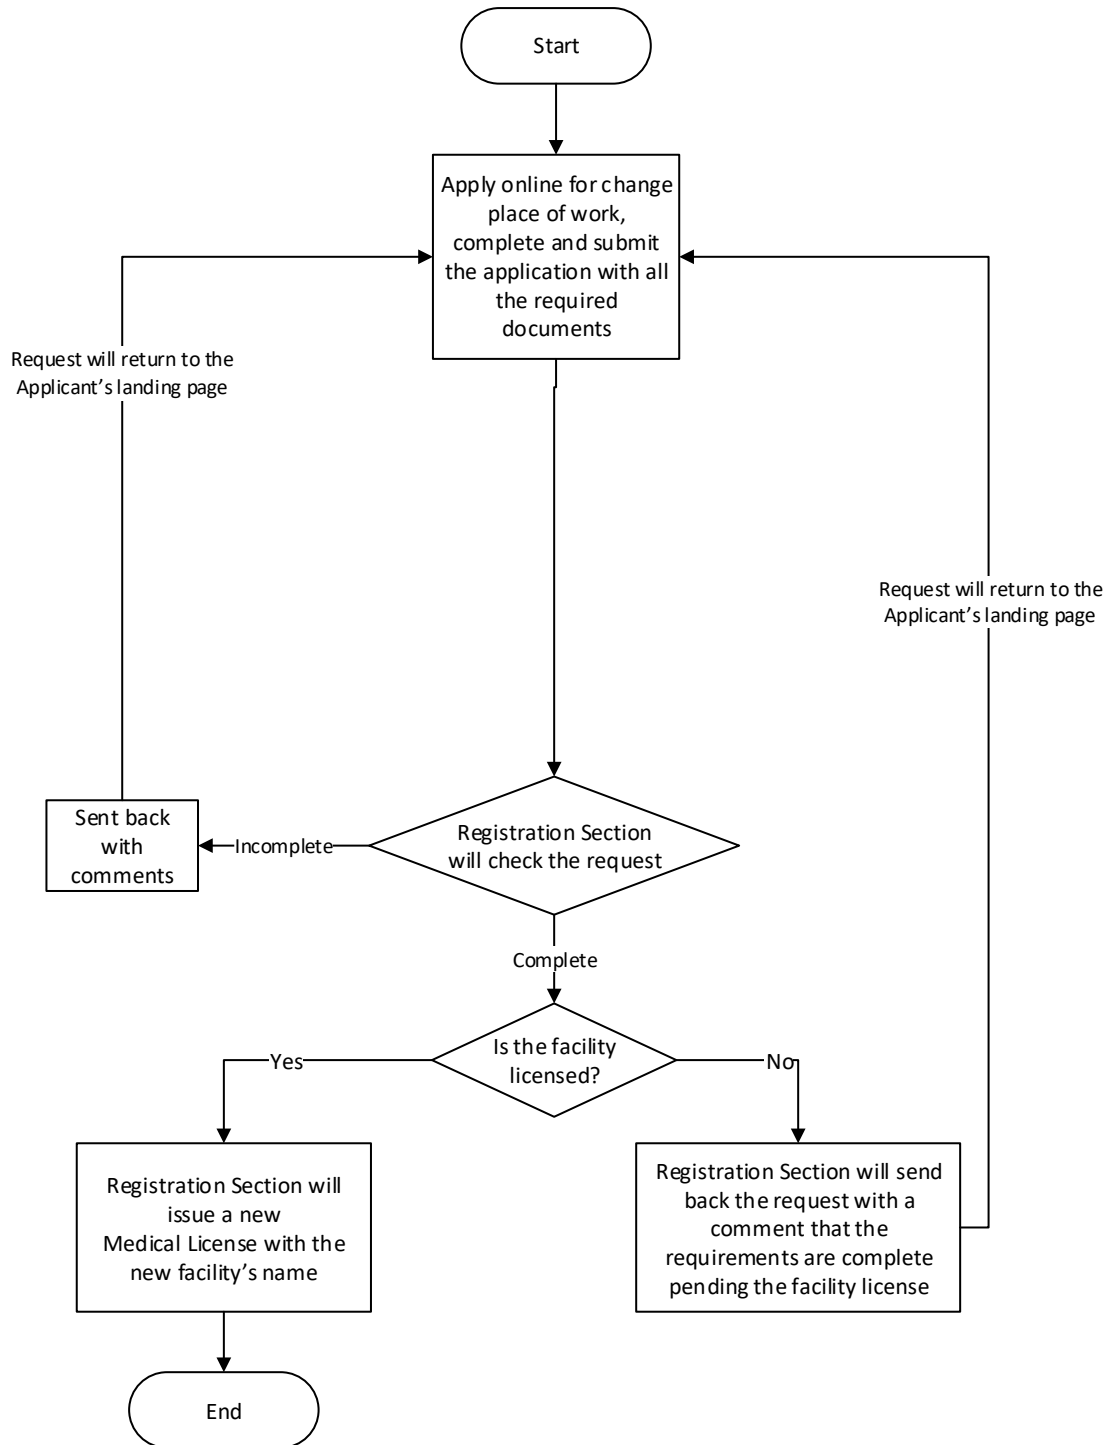 Start
Apply online for change
place of work,
complete and submit
the application with all
the required
documents
Request will return to the
Applicant's landing page
Request will return to the
Applicant's landing page
Sent back
with
comments
Incomplete
Registration Section
will check the request
Complete
Is the facility
licensed?
Yes
No
Registration Section will
issue a new
Medical License with the
new facility's name
Registration Section will send
back the request with a
comment that the
requirements are complete
pending the facility license
End